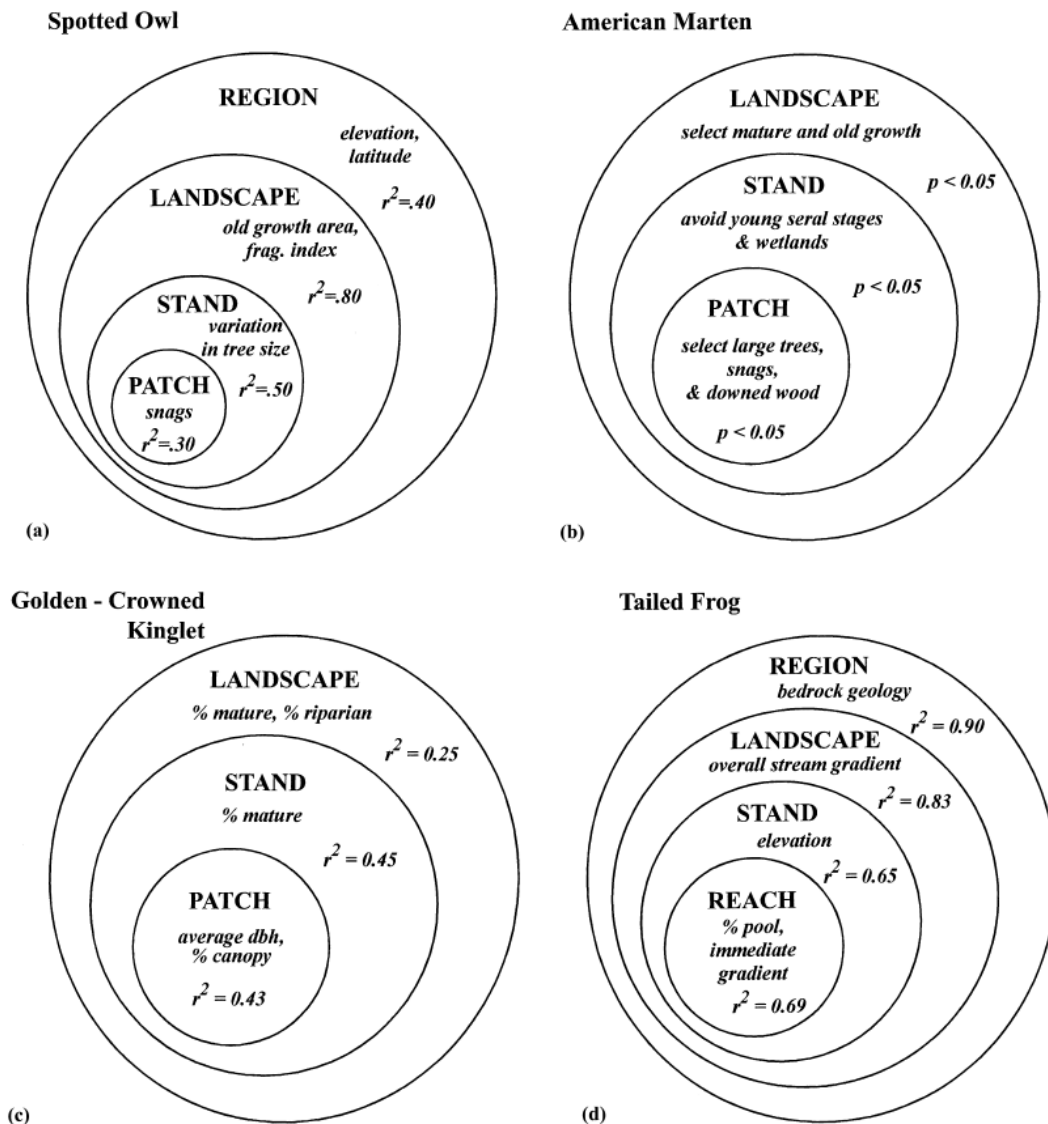 Spotted Owl
REGION
elevation,
latitude
r²=.40
LANDSCAPE
old growth area,
frag. index
r²=.80
STAND
variation
in tree size
r²=.50
PATCH
snags
r²=.30
(a)
American Marten
LANDSCAPE
select mature and old growth
p < 0.05
STAND
avoid young seral stages
& wetlands
p < 0.05
PATCH
select large trees,
snags,
& downed wood
p < 0.05
(b)
Golden - Crowned
Kinglet
LANDSCAPE
% mature, % riparian
r² = 0.25
STAND
% mature
r² = 0.45
PATCH
average dbh,
% canopy
r² = 0.43
(c)
Tailed Frog
REGION
bedrock geology
r² = 0.90
LANDSCAPE
overall stream gradient
r² = 0.83
STAND
elevation
r² = 0.65
REACH
% pool,
immediate
gradient
r² = 0.69
(d)